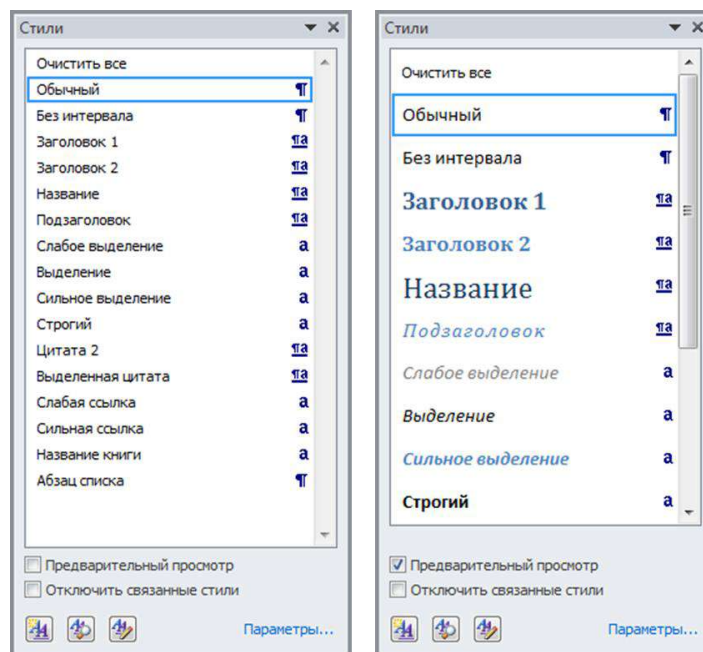 Стили
Очистить все
Обычный ¶
Без интервала ¶
Заголовок 1 ¶a
Заголовок 2 ¶a
Название ¶a
Подзаголовок ¶a
Слабое выделение a
Выделение a
Сильное выделение a
Строгий a
Цитата 2 ¶a
Выделенная цитата ¶a
Слабая ссылка a
Сильная ссылка a
Название книги a
Абзац списка ¶
Предварительный просмотр
Отключить связанные стили
Параметры...
Стили
Очистить все
Обычный ¶
Без интервала ¶
Заголовок 1 ¶a
Заголовок 2 ¶a
Название ¶a
Подзаголовок ¶a
Слабое выделение a
Выделение a
Сильное выделение a
Строгий a
Предварительный просмотр
Отключить связанные стили
Параметры...